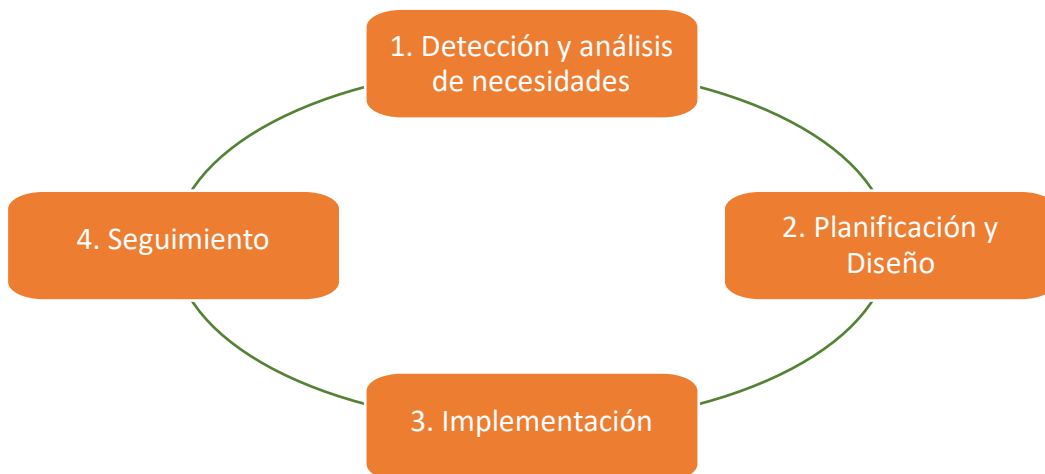 1. Detección y análisis
de necesidades
2. Planificación y
Diseño
3. Implementación
4. Seguimiento